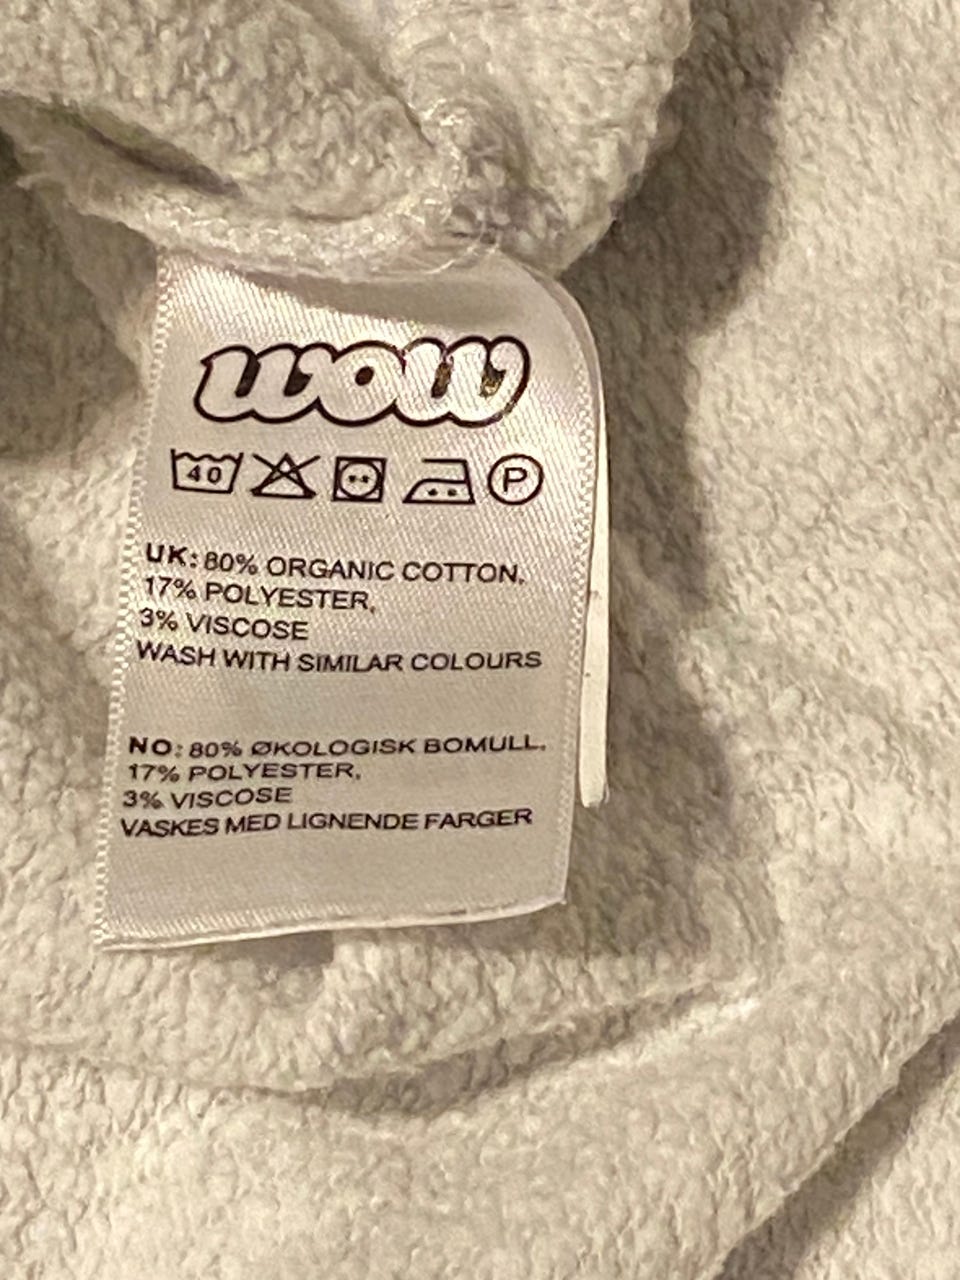 WOW
40 P
UK: 80% ORGANIC COTTON,
17% POLYESTER,
3% VISCOSE
WASH WITH SIMILAR COLOURS
NO: 80% ØKOLOGISK BOMULL,
17% POLYESTER,
3% VISCOSE
VASKES MED LIGNENDE FARGER